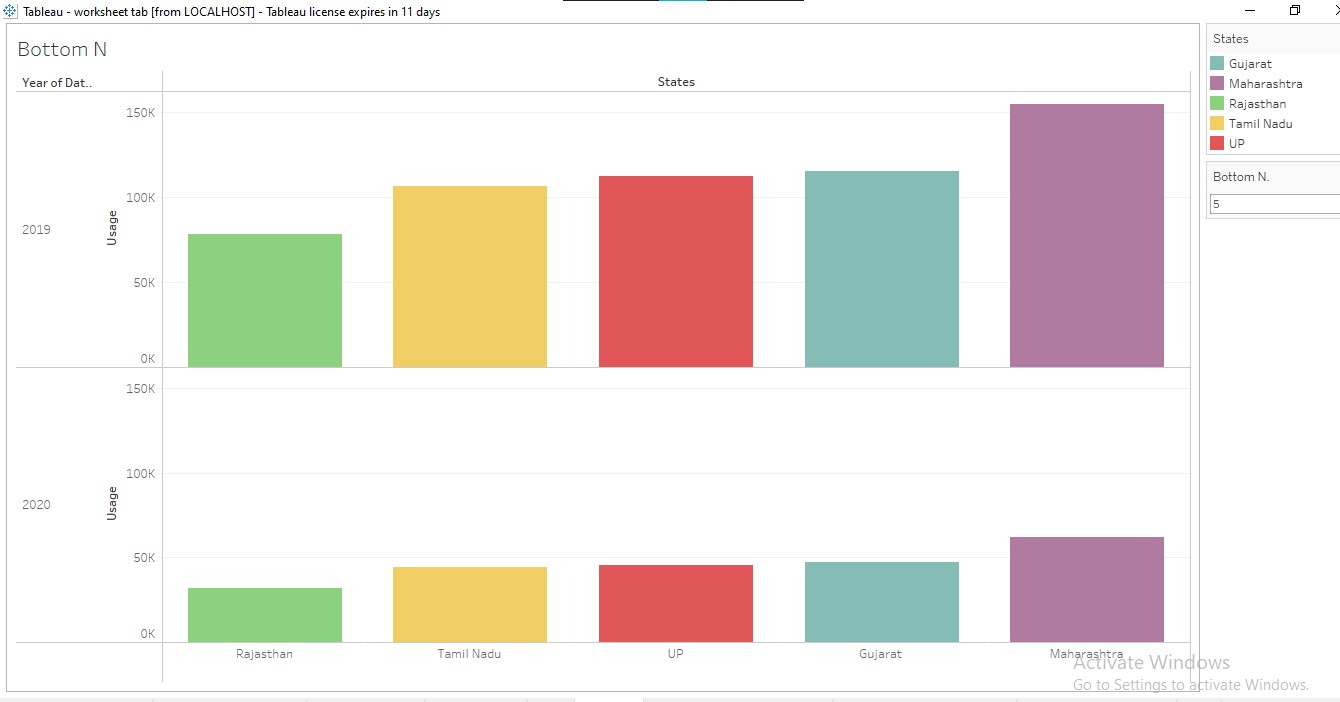 Tableau - worksheet tab [from LOCALHOST] - Tableau license expires in 11 days
Bottom N
Year of Dat..
States
150K
100K
50K
0K
Usage
2019
150K
100K
50K
0K
Usage
2020
Rajasthan
Tamil Nadu
UP
Gujarat
Maharashtra
States
Gujarat
Maharashtra
Rajasthan
Tamil Nadu
UP
Bottom N.
5
Activate Windows
Go to Settings to activate Windows.